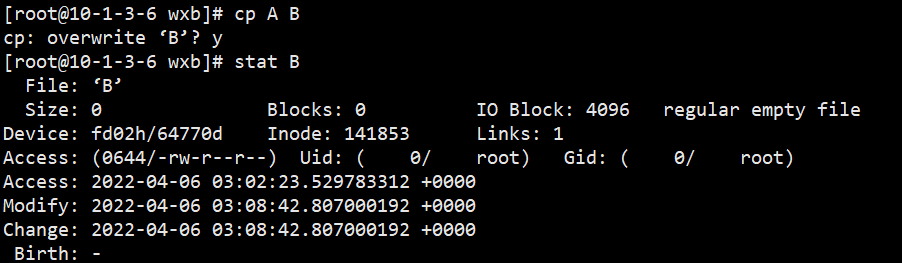 [root@10-1-3-6 wxb]# cp A B
cp: overwrite ‘B’? y
[root@10-1-3-6 wxb]# stat B
  File: ‘B’
  Size: 0               Blocks: 0          IO Block: 4096   regular empty file
Device: fd02h/64770d    Inode: 141853      Links: 1
Access: (0644/-rw-r--r--)  Uid: (    0/    root)   Gid: (    0/    root)
Access: 2022-04-06 03:02:23.529783312 +0000
Modify: 2022-04-06 03:08:42.807000192 +0000
Change: 2022-04-06 03:08:42.807000192 +0000
 Birth: -